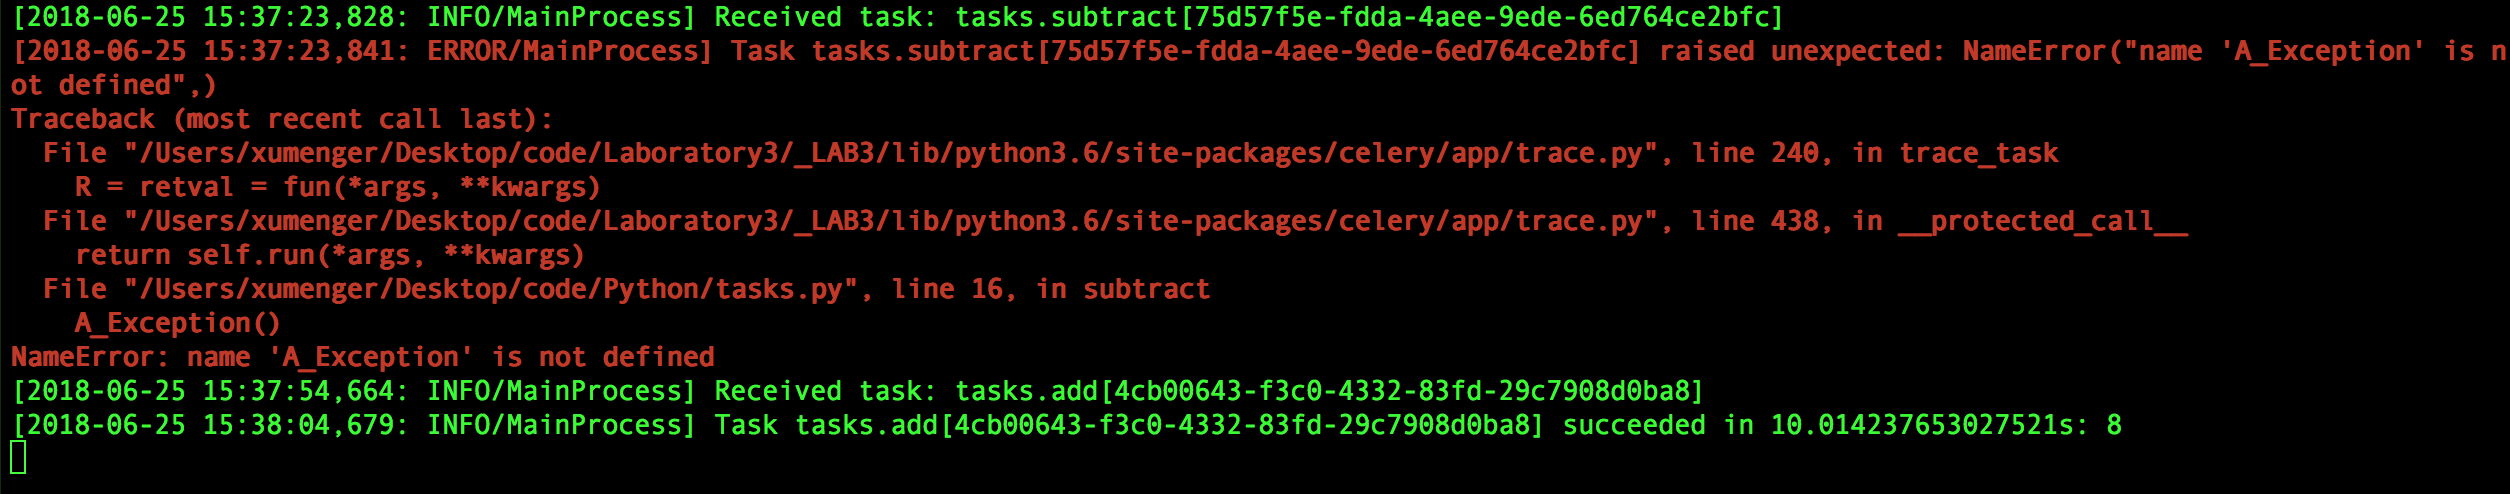 [2018-06-25 15:37:23,828: INFO/MainProcess] Received task: tasks.subtract[75d57f5e-fdda-4aee-9ede-6ed764ce2bfc]
[2018-06-25 15:37:23,841: ERROR/MainProcess] Task tasks.subtract[75d57f5e-fdda-4aee-9ede-6ed764ce2bfc] raised unexpected: NameError("name 'A_Exception' is n
ot defined",)
Traceback (most recent call last):
  File "/Users/xumenger/Desktop/code/Laboratory3/_LAB3/lib/python3.6/site-packages/celery/app/trace.py", line 240, in trace_task
    R = retval = fun(*args, **kwargs)
  File "/Users/xumenger/Desktop/code/Laboratory3/_LAB3/lib/python3.6/site-packages/celery/app/trace.py", line 438, in __protected_call__
    return self.run(*args, **kwargs)
  File "/Users/xumenger/Desktop/code/Python/tasks.py", line 16, in subtract
    A_Exception()
NameError: name 'A_Exception' is not defined
[2018-06-25 15:37:54,664: INFO/MainProcess] Received task: tasks.add[4cb00643-f3c0-4332-83fd-29c7908d0ba8]
[2018-06-25 15:38:04,679: INFO/MainProcess] Task tasks.add[4cb00643-f3c0-4332-83fd-29c7908d0ba8] succeeded in 10.014237653027521s: 8